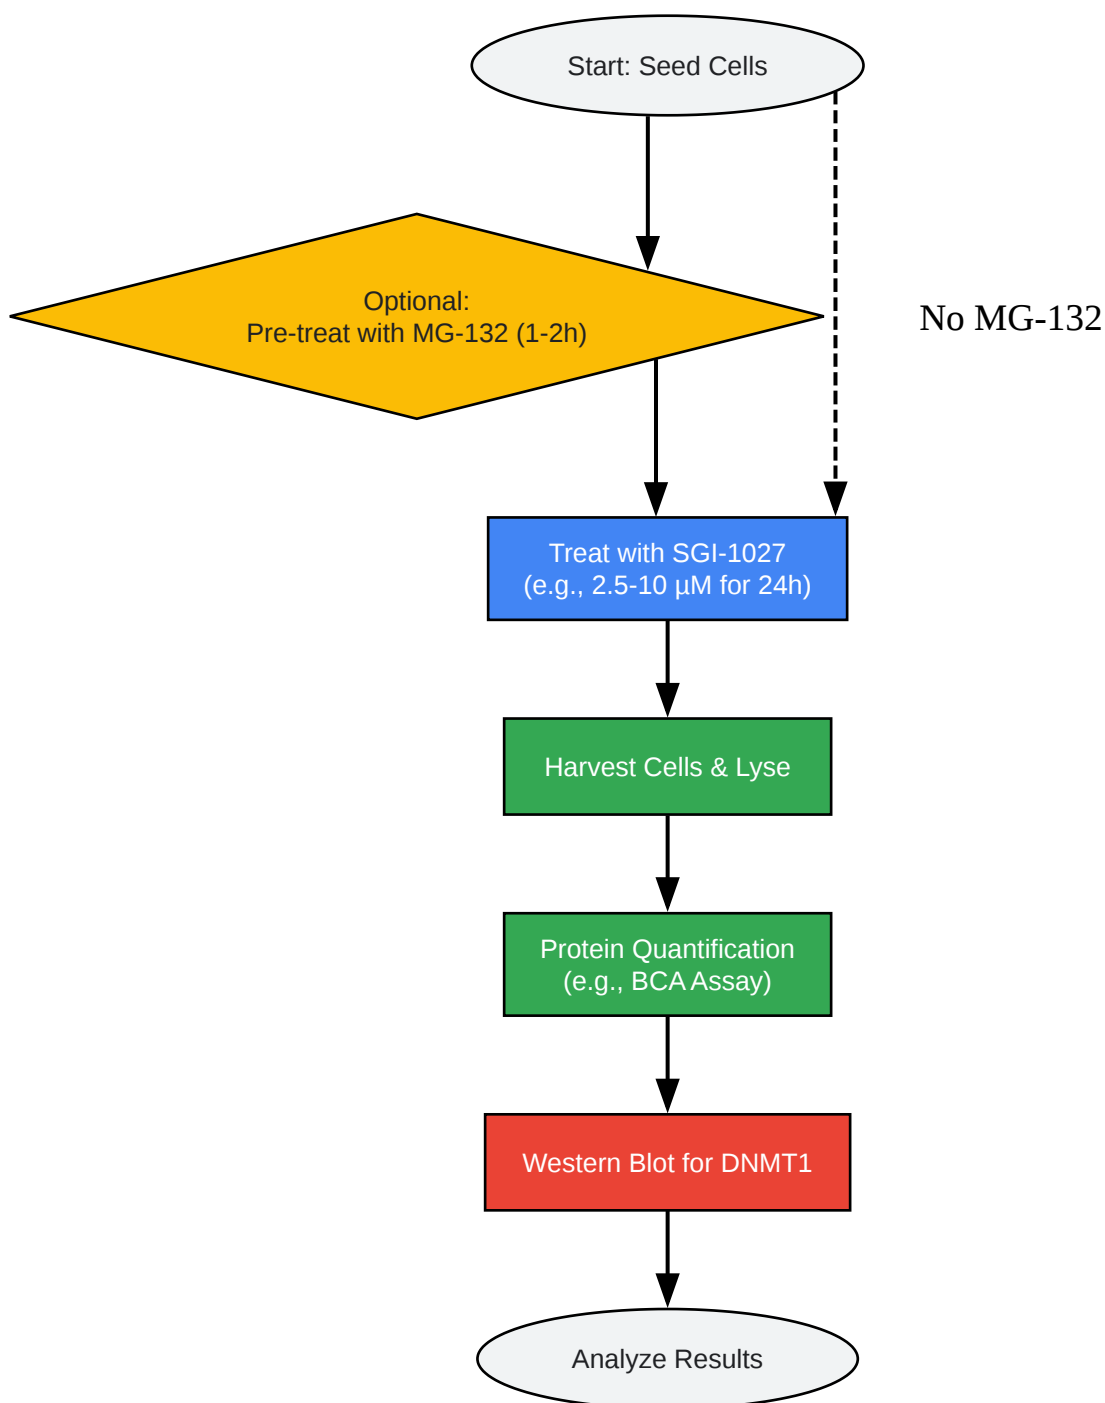 Start: Seed Cells
Optional:
Pre-treat with MG-132 (1-2h)
No MG-132
Treat with SGI-1027
(e.g., 2.5-10 µM for 24h)
Harvest Cells & Lyse
Protein Quantification
(e.g., BCA Assay)
Western Blot for DNMT1
Analyze Results